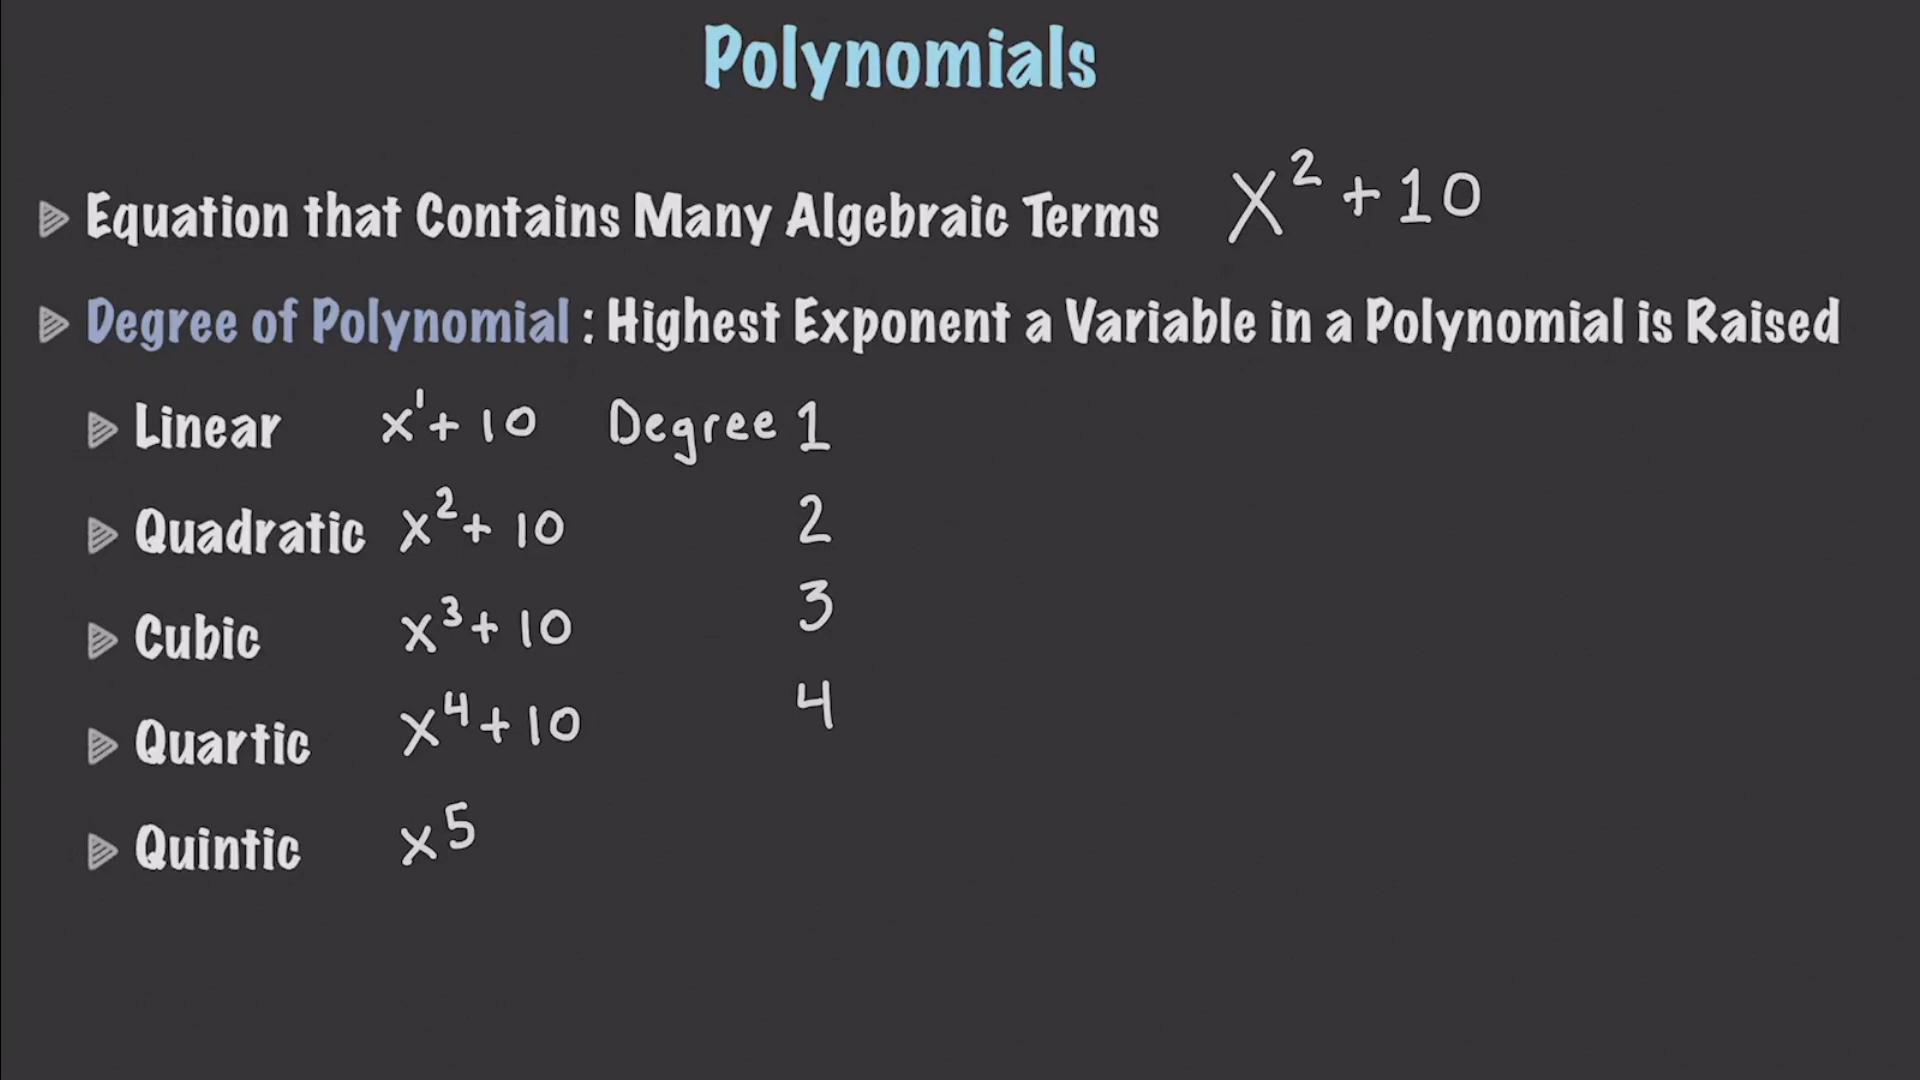 Polynomials
Equation that Contains Many Algebraic Terms x² + 10
Degree of Polynomial : Highest Exponent a Variable in a Polynomial is Raised
Linear x¹ + 10 Degree 1
Quadratic x² + 10 2
Cubic x³ + 10 3
Quartic x⁴ + 10 4
Quintic x⁵